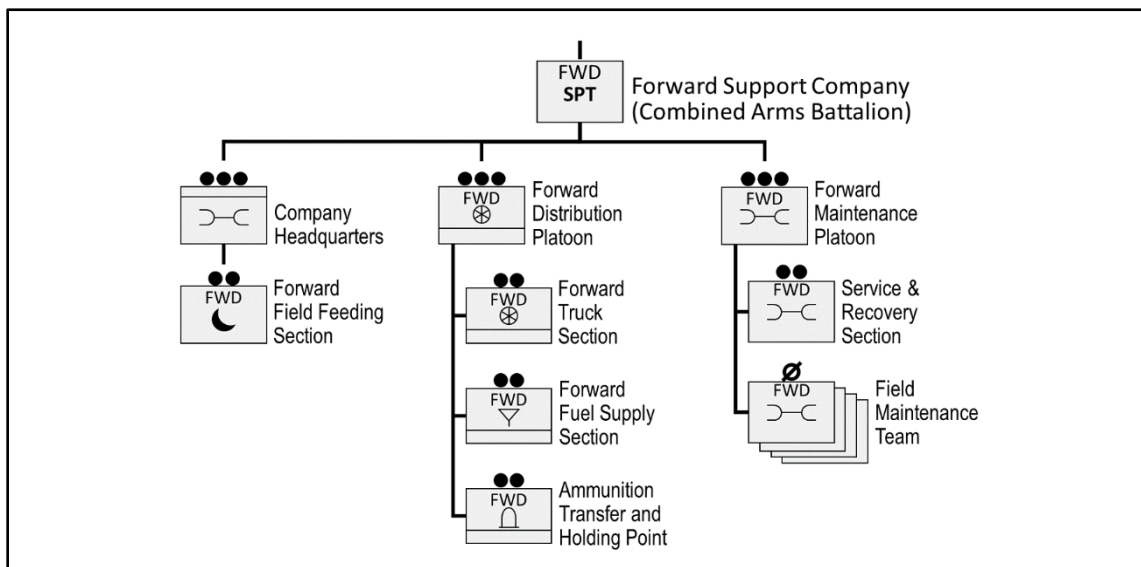 FWD
SPT
Forward Support Company
(Combined Arms Battalion)
Company
Headquarters
FWD
Forward
Field Feeding
Section
FWD
Forward
Distribution
Platoon
FWD
Forward
Truck
Section
FWD
Forward
Fuel Supply
Section
FWD
Ammunition
Transfer and
Holding Point
FWD
Forward
Maintenance
Platoon
FWD
Service &
Recovery
Section
FWD
Field
Maintenance
Team